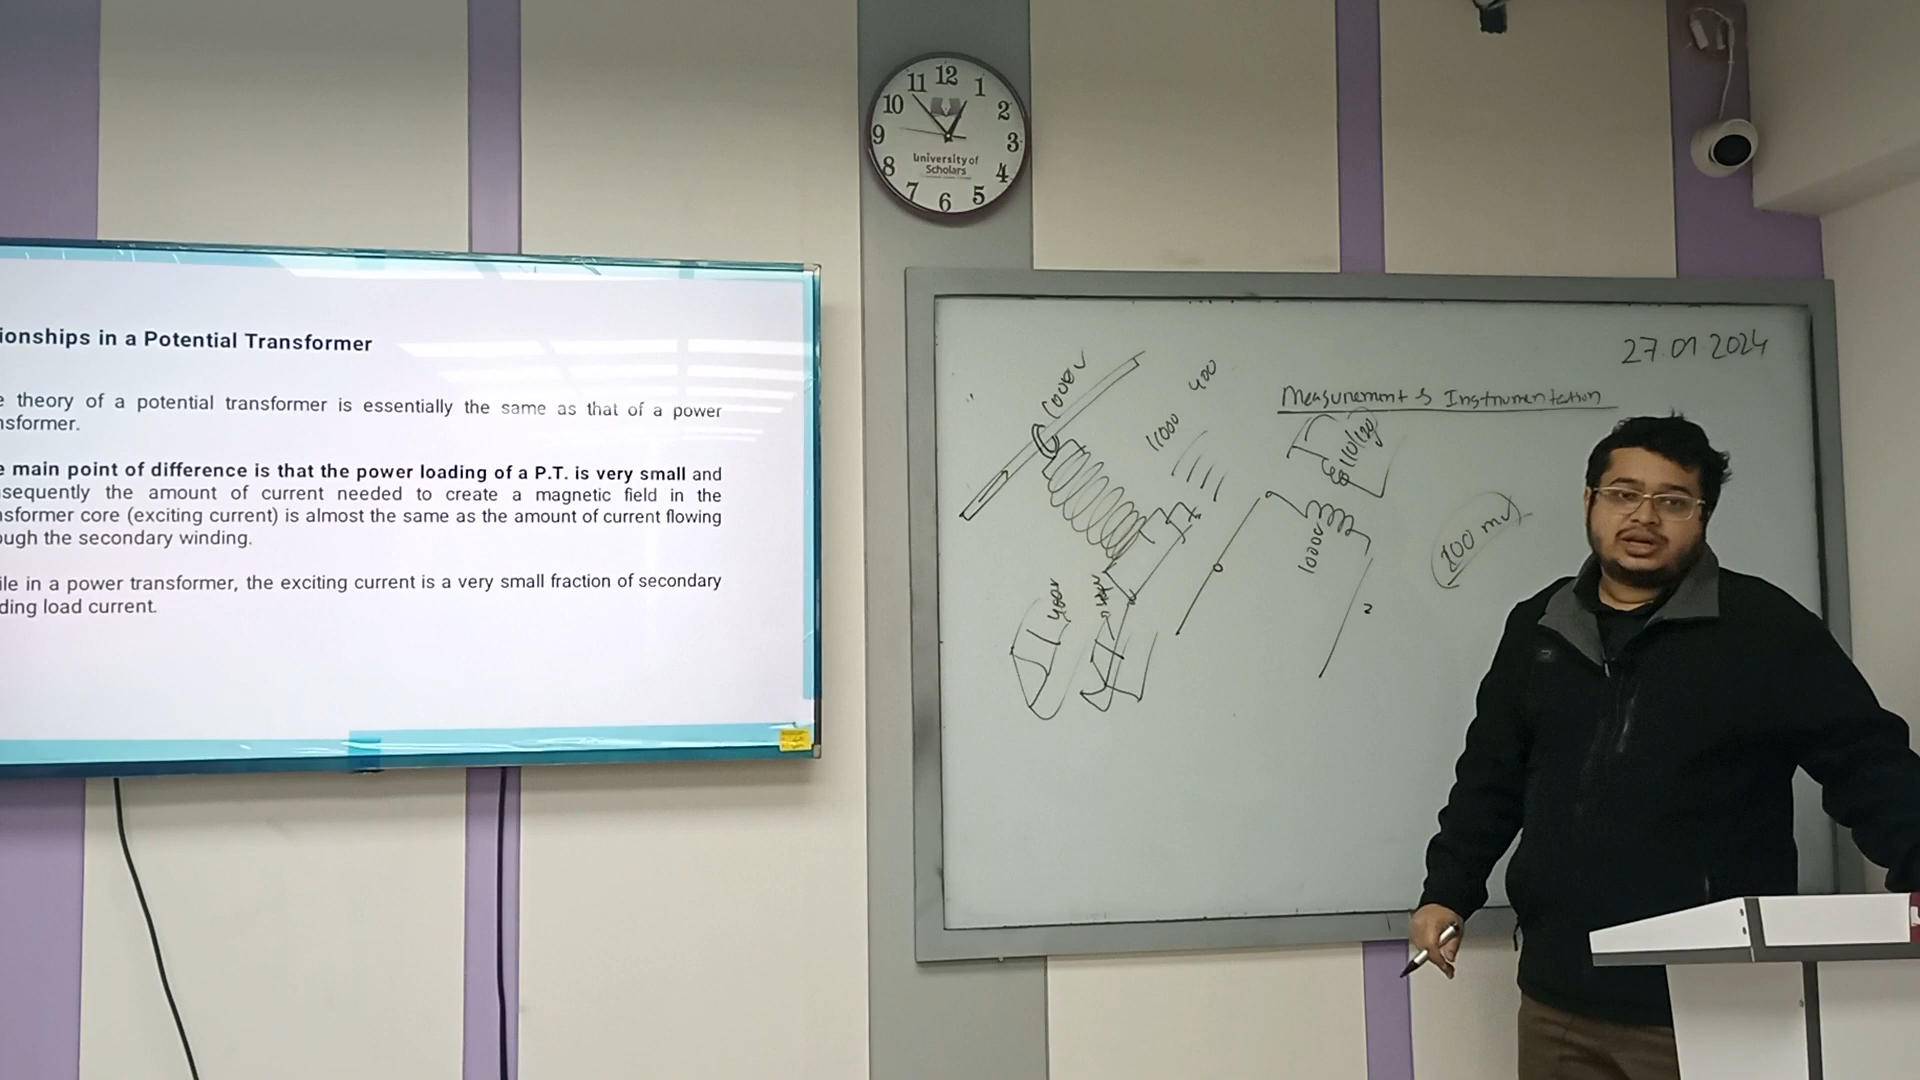 11 12 1
10 2
9 3
8 4
7 6 5
University of
Scholars
ionships in a Potential Transformer
e theory of a potential transformer is essentially the same as that of a power
nsformer.
e main point of difference is that the power loading of a P.T. is very small and
sequently the amount of current needed to create a magnetic field in the
nsformer core (exciting current) is almost the same as the amount of current flowing
ough the secondary winding.
ile in a power transformer, the exciting current is a very small fraction of secondary
ding load current.
27.01 2024
Measurement & Instrumentation
400
11000
110/120
10000
400V